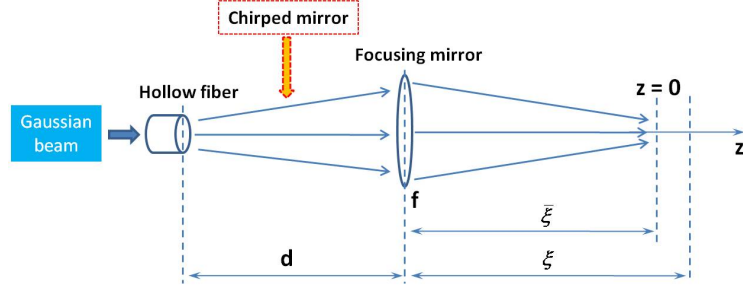 Chirped mirror
Focusing mirror
Hollow fiber
z = 0
Gaussian
beam
z
f
ξ̄
d
ξ